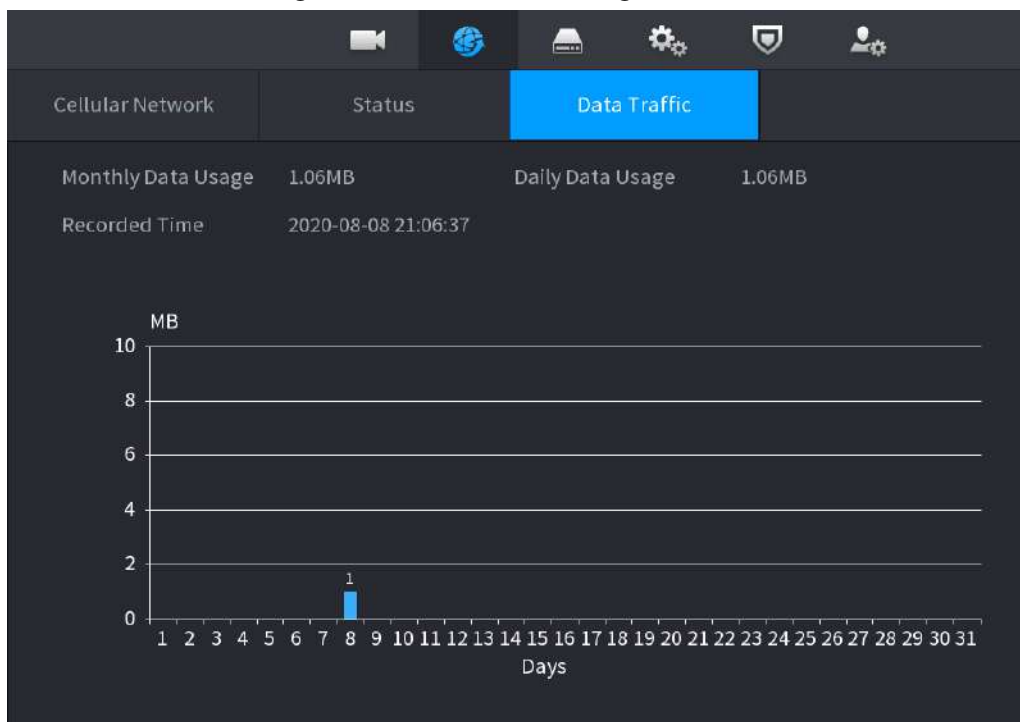 Cellular Network Status Data Traffic
Monthly Data Usage 1.06MB Daily Data Usage 1.06MB
Recorded Time 2020-08-08 21:06:37
MB
10
8
6
4
2
1
0
1 2 3 4 5 6 7 8 9 10 11 12 13 14 15 16 17 18 19 20 21 22 23 24 25 26 27 28 29 30 31
Days